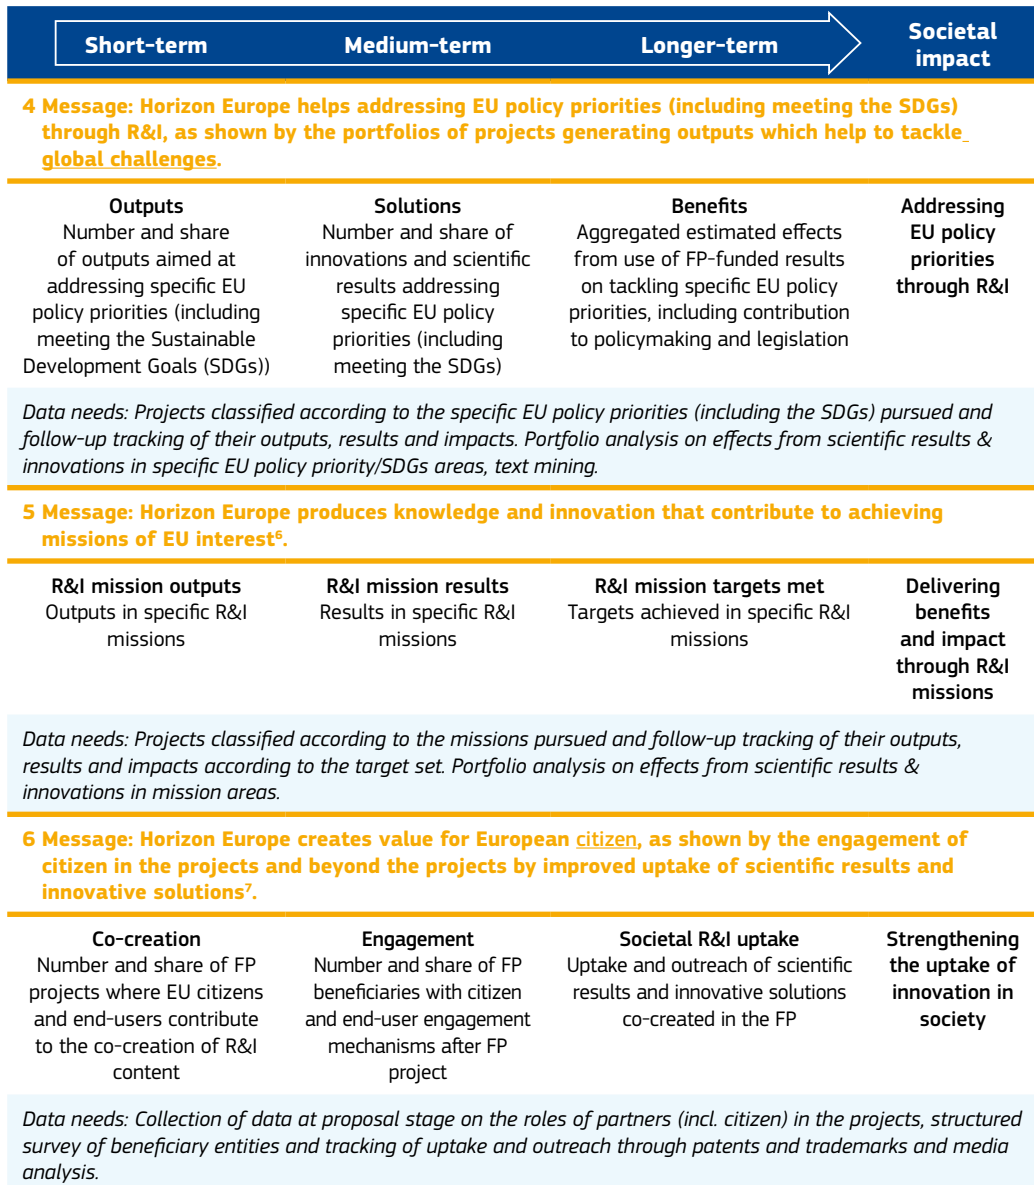 Short-term
Medium-term
Longer-term
Societal
impact
4 Message: Horizon Europe helps addressing EU policy priorities (including meeting the SDGs)
through R&I, as shown by the portfolios of projects generating outputs which help to tackle
global challenges.
Outputs
Number and share
of outputs aimed at
addressing specific EU
policy priorities (including
meeting the Sustainable
Development Goals (SDGs))
Solutions
Number and share of
innovations and scientific
results addressing
specific EU policy
priorities (including
meeting the SDGs)
Benefits
Aggregated estimated effects
from use of FP-funded results
on tackling specific EU policy
priorities, including contribution
to policymaking and legislation
Addressing
EU policy
priorities
through R&I
Data needs: Projects classified according to the specific EU policy priorities (including the SDGs) pursued and
follow-up tracking of their outputs, results and impacts. Portfolio analysis on effects from scientific results &
innovations in specific EU policy priority/SDGs areas, text mining.
5 Message: Horizon Europe produces knowledge and innovation that contribute to achieving
missions of EU interest⁶.
R&I mission outputs
Outputs in specific R&I
missions
R&I mission results
Results in specific R&I
missions
R&I mission targets met
Targets achieved in specific R&I
missions
Delivering
benefits
and impact
through R&I
missions
Data needs: Projects classified according to the missions pursued and follow-up tracking of their outputs,
results and impacts according to the target set. Portfolio analysis on effects from scientific results &
innovations in mission areas.
6 Message: Horizon Europe creates value for European citizen, as shown by the engagement of
citizen in the projects and beyond the projects by improved uptake of scientific results and
innovative solutions⁷.
Co-creation
Number and share of FP
projects where EU citizens
and end-users contribute
to the co-creation of R&I
content
Engagement
Number and share of FP
beneficiaries with citizen
and end-user engagement
mechanisms after FP
project
Societal R&I uptake
Uptake and outreach of scientific
results and innovative solutions
co-created in the FP
Strengthening
the uptake of
innovation in
society
Data needs: Collection of data at proposal stage on the roles of partners (incl. citizen) in the projects, structured
survey of beneficiary entities and tracking of uptake and outreach through patents and trademarks and media
analysis.